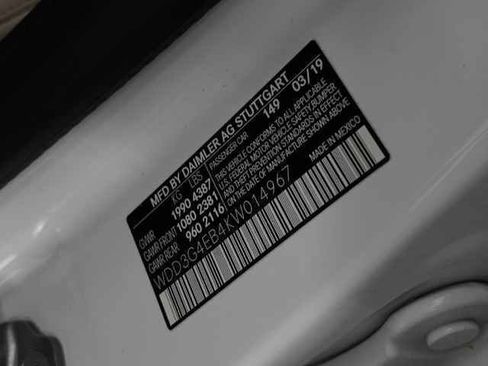 MFD BY DAIMLER AG STUTTGART
KG LBS 149 03/19
GVWR 1990 4387 PASSENGER CAR
GAWR FRONT 1080 2381 THIS VEHICLE CONFORMS TO ALL APPLICABLE
GAWR REAR 960 2116 U.S. FEDERAL MOTOR VEHICLE SAFETY, BUMPER
AND THEFT PREVENTION STANDARDS IN EFFECT
ON THE DATE OF MANUFACTURE SHOWN ABOVE.
WDD3G4EB4KW014967 MADE IN MEXICO